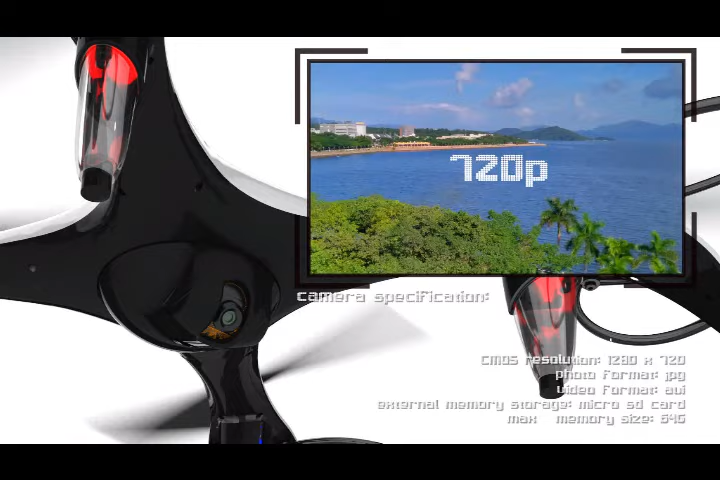 720p
camera specification:
CMOS resolution: 1280 x 720
photo format: jpg
video format: avi
external memory storage: micro sd card
max memory size: 64G